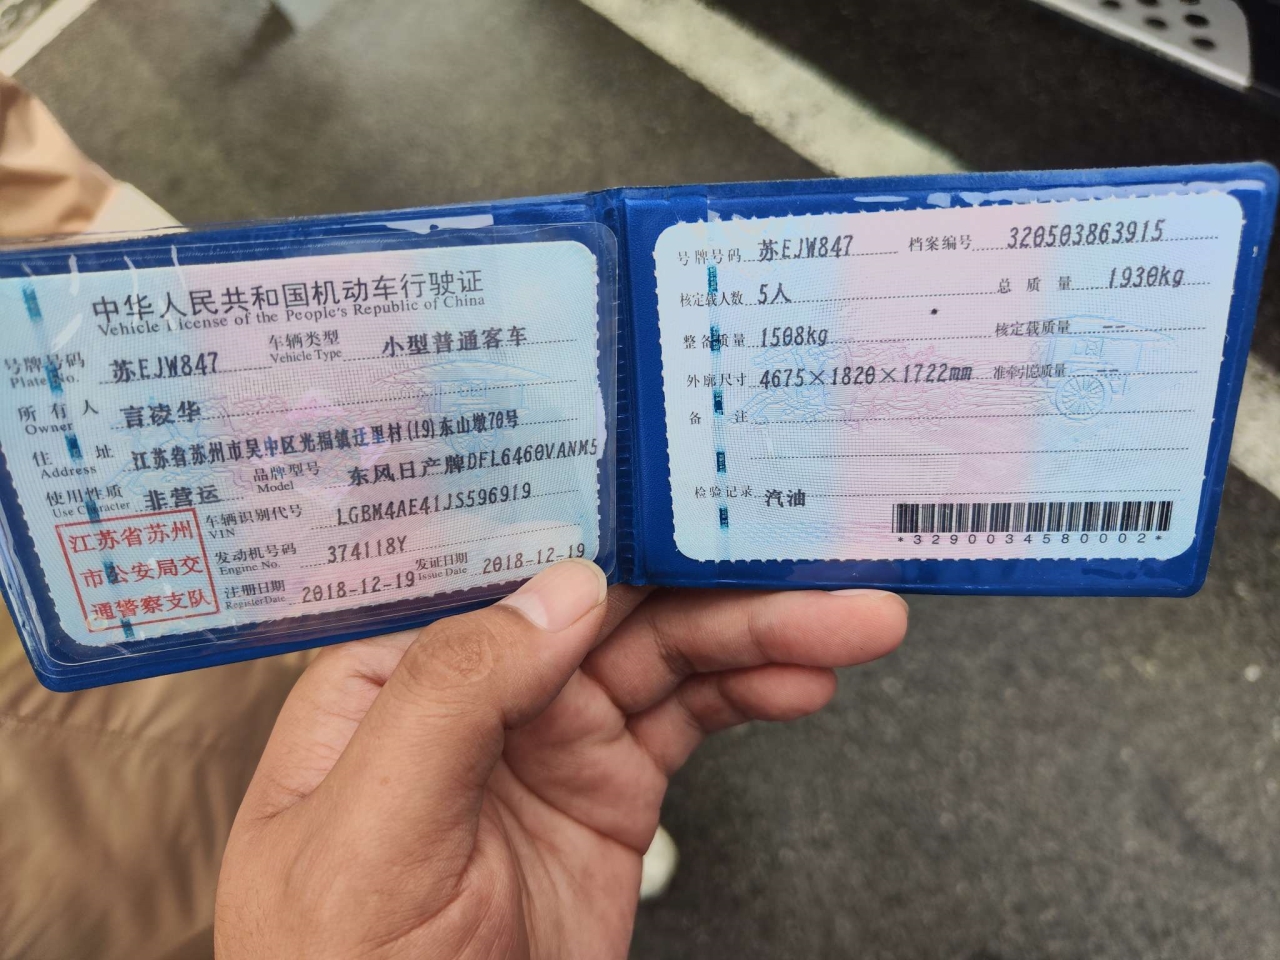 中华人民共和国机动车行驶证
Vehicle License of the People's Republic of China
号牌号码 苏EJW847 车辆类型 小型普通客车
Plate No. Vehicle Type
所有人 言凌华
Owner
住址 江苏省苏州市吴中区光福镇迂里村(19)东山墩70号
Address
使用性质 非营运 品牌型号 东风日产牌DFL6460VANM5
Use Character Model
江苏省苏州
市公安局交
通警察支队
车辆识别代号 LGBM4AE41JS596919
VIN
发动机号码 374118Y
Engine No.
注册日期 2018-12-19 发证日期 2018-12-19
Register Date Issue Date
号牌号码 苏EJW847 档案编号 320503863915
核定载人数 5人 总质量 1930kg
整备质量 1508kg 核定载质量 --
外廓尺寸 4675×1820×1722mm 准牵引总质量 --
备注
检验记录 汽油
*3290034580002*